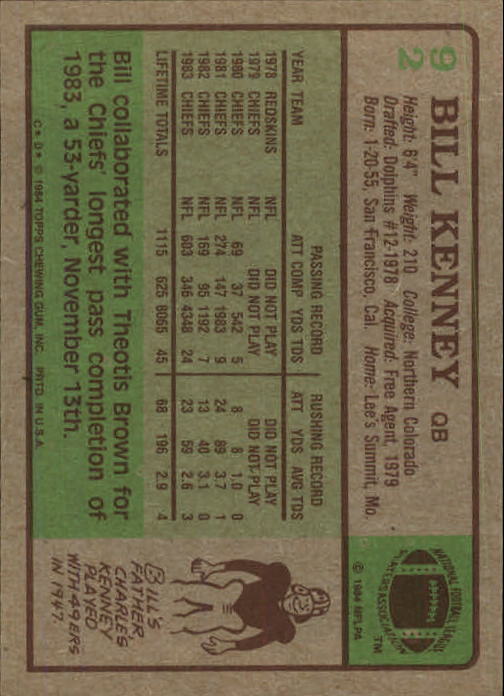 92
BILL KENNEY QB
Height: 6'4" Weight: 210 College: Northern Colorado
Drafted: Dolphins #12-1978 Acquired: Free Agent, 1979
Born: 1-20-55, San Francisco, Cal. Home: Lee's Summit, Mo.
NATIONAL FOOTBALL LEAGUE
PLAYERS ASSOCIATION
TM
© 1984 NFLPA
PASSING RECORD RUSHING RECORD
YEAR TEAM ATT COMP YDS TDS ATT YDS AVG TDS
1978 REDSKINS NFL DID NOT PLAY DID NOT PLAY
1979 CHIEFS NFL DID NOT PLAY DID NOT PLAY
1980 CHIEFS NFL 69 37 542 5 8 8 1.0 0
1981 CHIEFS NFL 274 147 1983 9 24 89 3.7 1
1982 CHIEFS NFL 169 95 1192 7 13 40 3.1 0
1983 CHIEFS NFL 603 346 4348 24 23 59 2.6 3
LIFETIME TOTALS 1115 625 8065 45 68 196 2.9 4
Bill collaborated with Theotis Brown for
the Chiefs' longest pass completion of
1983, a 53-yarder, November 13th.
BILL'S
FATHER
CHARLES
KENNEY
PLAYED
WITH 49ERS
IN 1947.
C★ D★ © 1984 TOPPS CHEWING GUM, INC. PRTD. IN U.S.A.